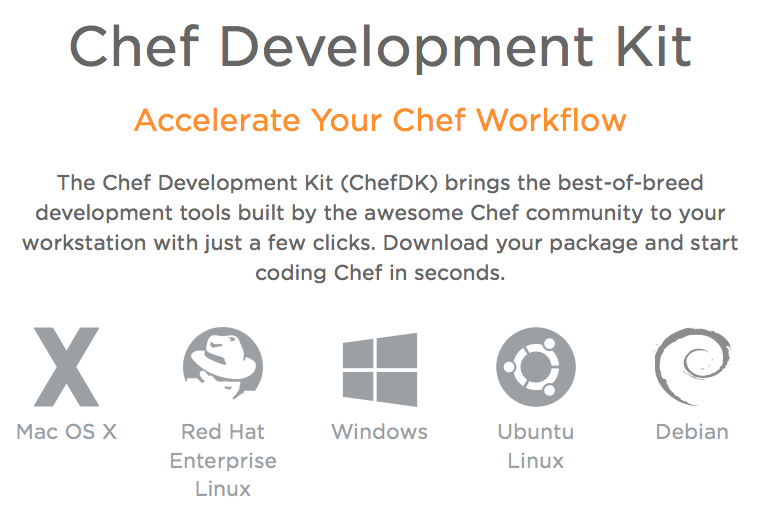 Chef Development Kit
Accelerate Your Chef Workflow
The Chef Development Kit (ChefDK) brings the best-of-breed
development tools built by the awesome Chef community to your
workstation with just a few clicks. Download your package and start
coding Chef in seconds.
Mac OS X
Red Hat
Enterprise
Linux
Windows
Ubuntu
Linux
Debian